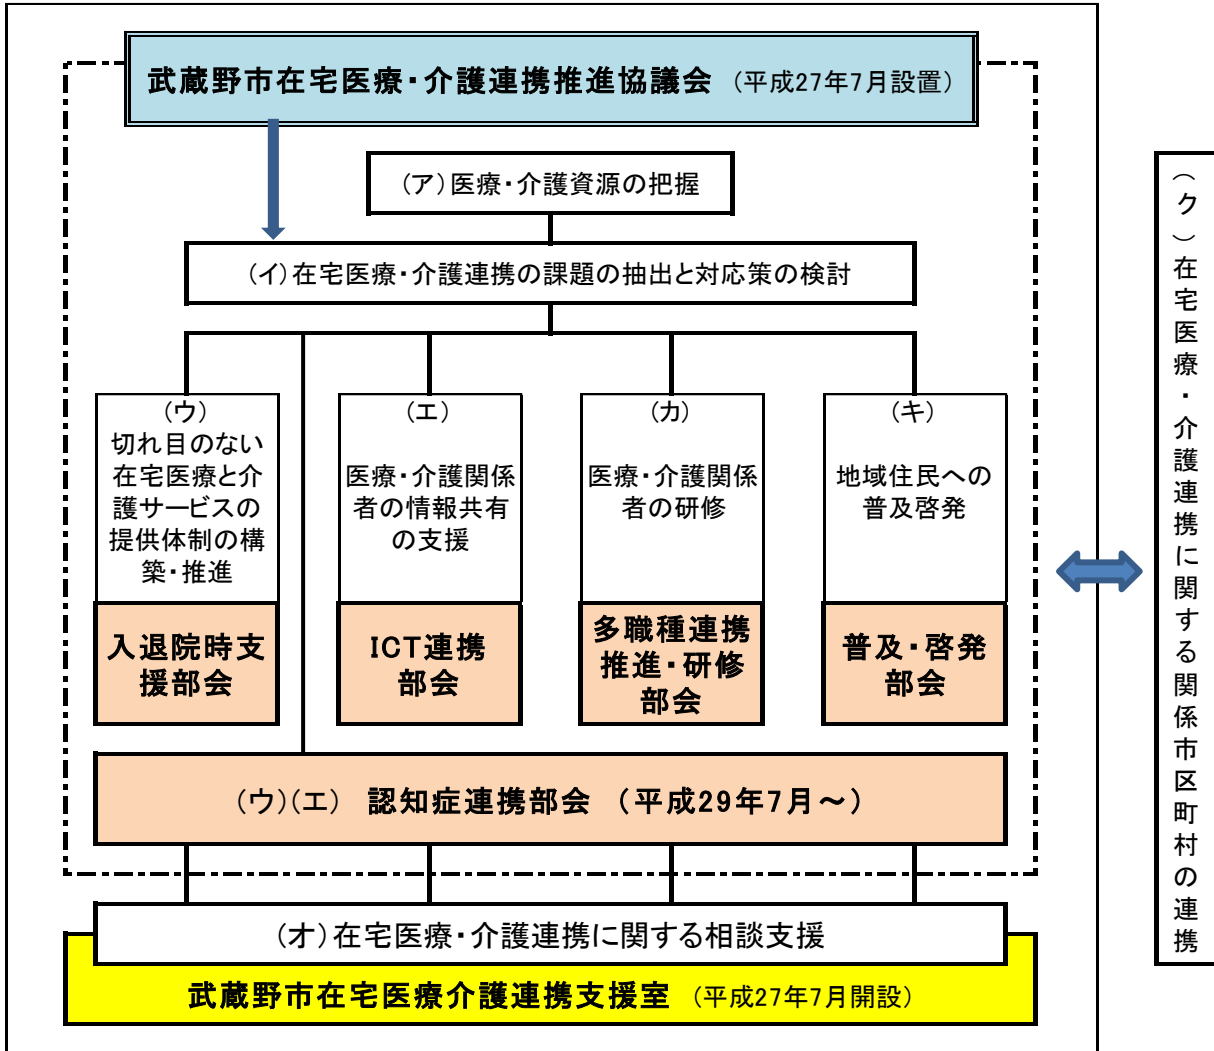 武蔵野市在宅医療・介護連携推進協議会 (平成27年7月設置)
(ア)医療・介護資源の把握
(イ)在宅医療・介護連携の課題の抽出と対応策の検討
(ウ)
切れ目のない
在宅医療と介
護サービスの
提供体制の構
築・推進
入退院時支
援部会
(エ)
医療・介護関係
者の情報共有
の支援
ICT連携
部会
(カ)
医療・介護関係
者の研修
多職種連携
推進・研修
部会
(キ)
地域住民への
普及啓発
普及・啓発
部会
(ウ)(エ) 認知症連携部会 (平成29年7月~)
(オ)在宅医療・介護連携に関する相談支援
武蔵野市在宅医療介護連携支援室 (平成27年7月開設)
(ク)在宅医療・介護連携に関する関係市区町村の連携